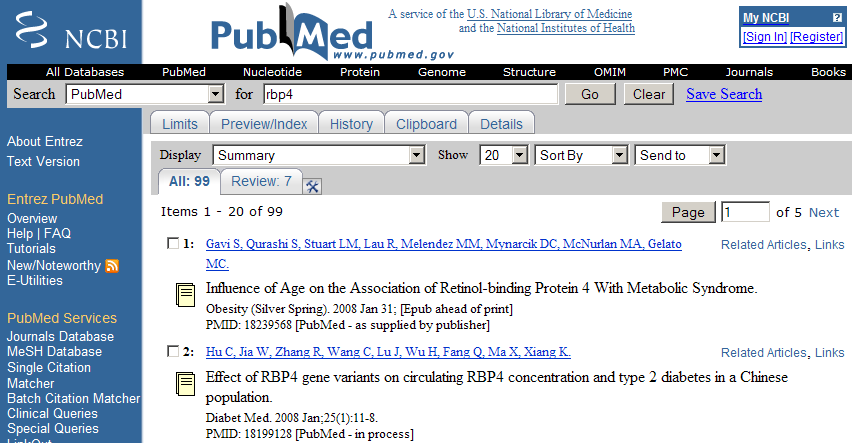 NCBI
PubMed
www.pubmed.gov
A service of the U.S. National Library of Medicine
and the National Institutes of Health
My NCBI ?
[Sign In] [Register]
All Databases PubMed Nucleotide Protein Genome Structure OMIM PMC Journals Books
Search PubMed for rbp4 Go Clear Save Search
Limits Preview/Index History Clipboard Details
Display Summary Show 20 Sort By Send to
All: 99 Review: 7
Items 1 - 20 of 99
Page 1 of 5 Next
About Entrez
Text Version
Entrez PubMed
Overview
Help | FAQ
Tutorials
New/Noteworthy
E-Utilities
PubMed Services
Journals Database
MeSH Database
Single Citation
Matcher
Batch Citation Matcher
Clinical Queries
Special Queries
LinkOut
1: Gavi S, Qurashi S, Stuart LM, Lau R, Melendez MM, Mynarcik DC, McNurlan MA, Gelato
MC.
Related Articles, Links
Influence of Age on the Association of Retinol-binding Protein 4 With Metabolic Syndrome.
Obesity (Silver Spring). 2008 Jan 31; [Epub ahead of print]
PMID: 18239568 [PubMed - as supplied by publisher]
2: Hu C, Jia W, Zhang R, Wang C, Lu J, Wu H, Fang Q, Ma X, Xiang K.
Related Articles, Links
Effect of RBP4 gene variants on circulating RBP4 concentration and type 2 diabetes in a Chinese
population.
Diabet Med. 2008 Jan;25(1):11-8.
PMID: 18199128 [PubMed - in process]